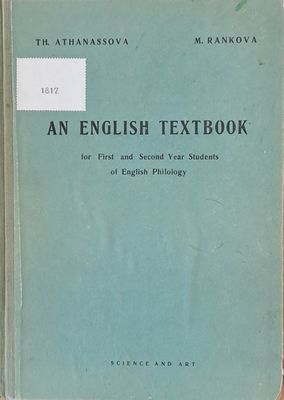 TH. ATHANASSOVA M. RANKOVA
1817
AN ENGLISH TEXTBOOK
for First and Second Year Students
of English Philology
SCIENCE AND ART